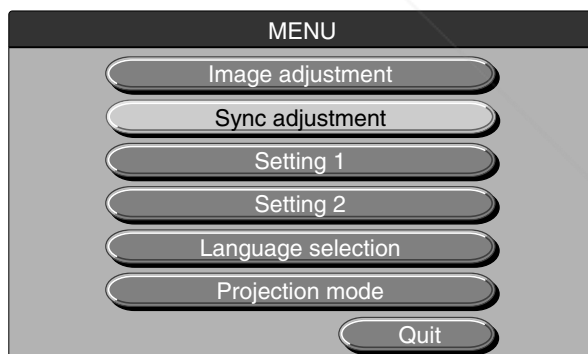 MENU
Image adjustment
Sync adjustment
Setting 1
Setting 2
Language selection
Projection mode
Quit